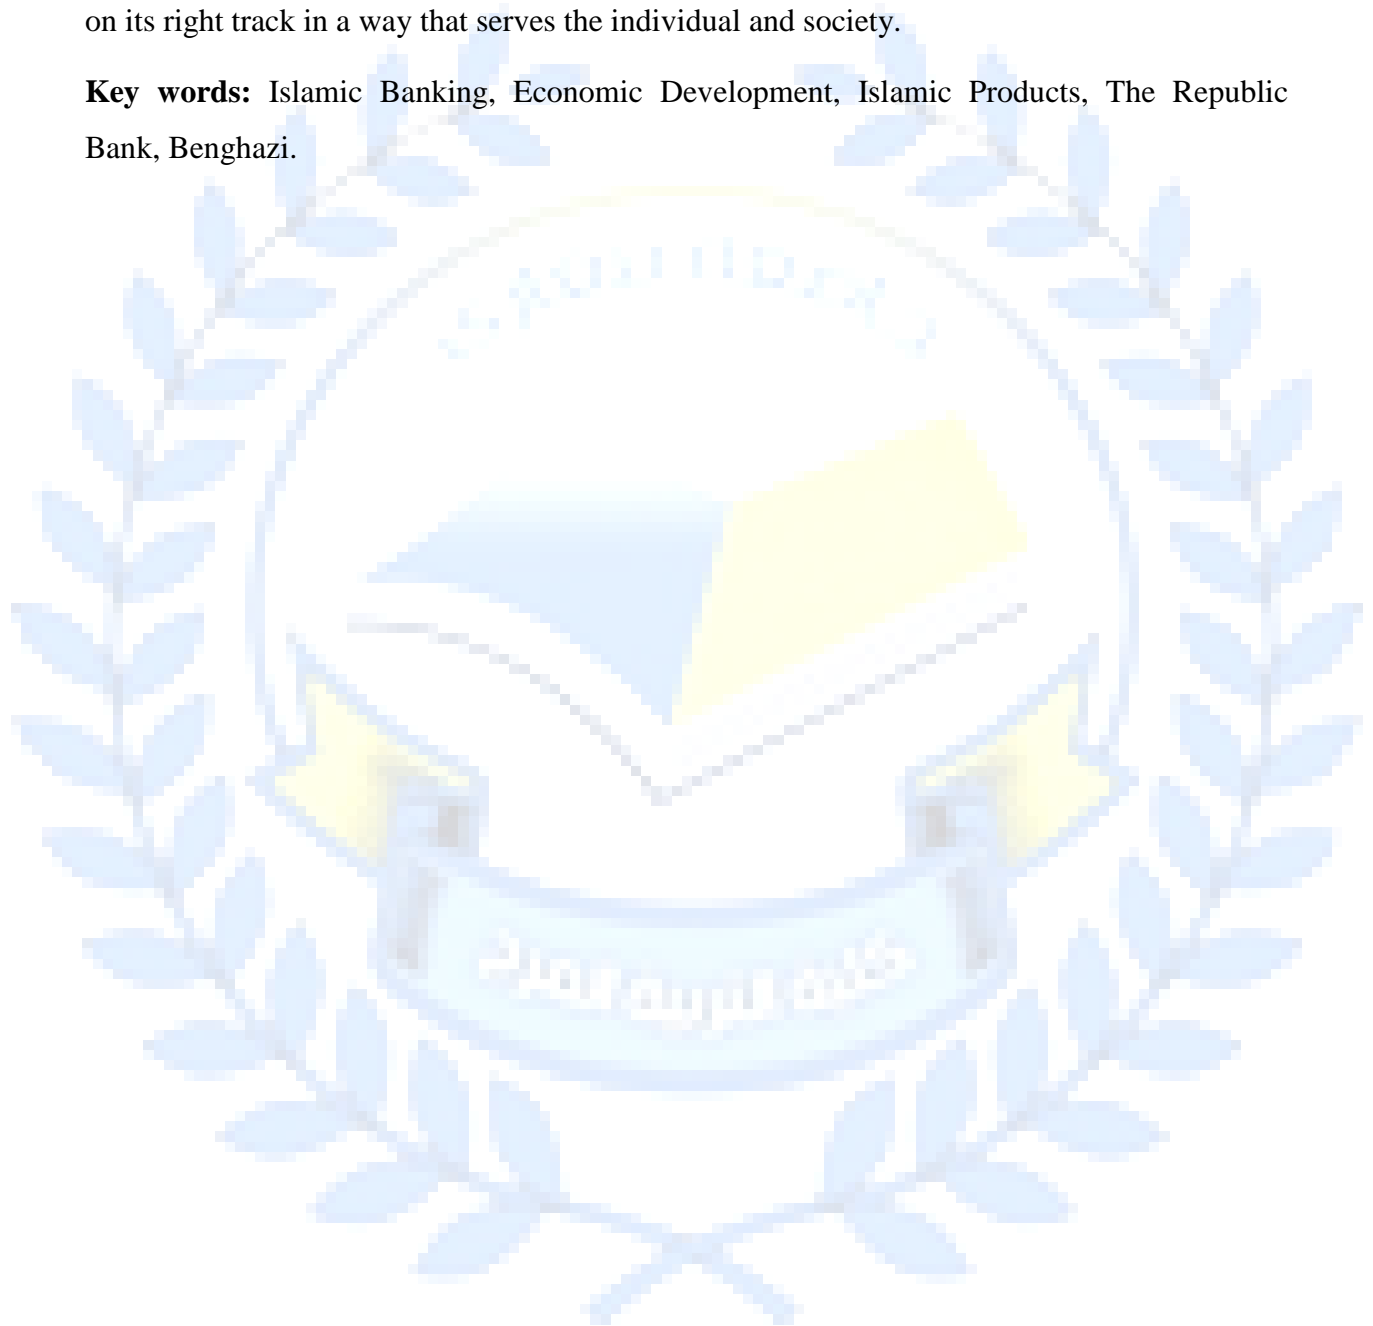 on its right track in a way that serves the individual and society.
Key words: Islamic Banking, Economic Development, Islamic Products, The Republic
Bank, Benghazi.